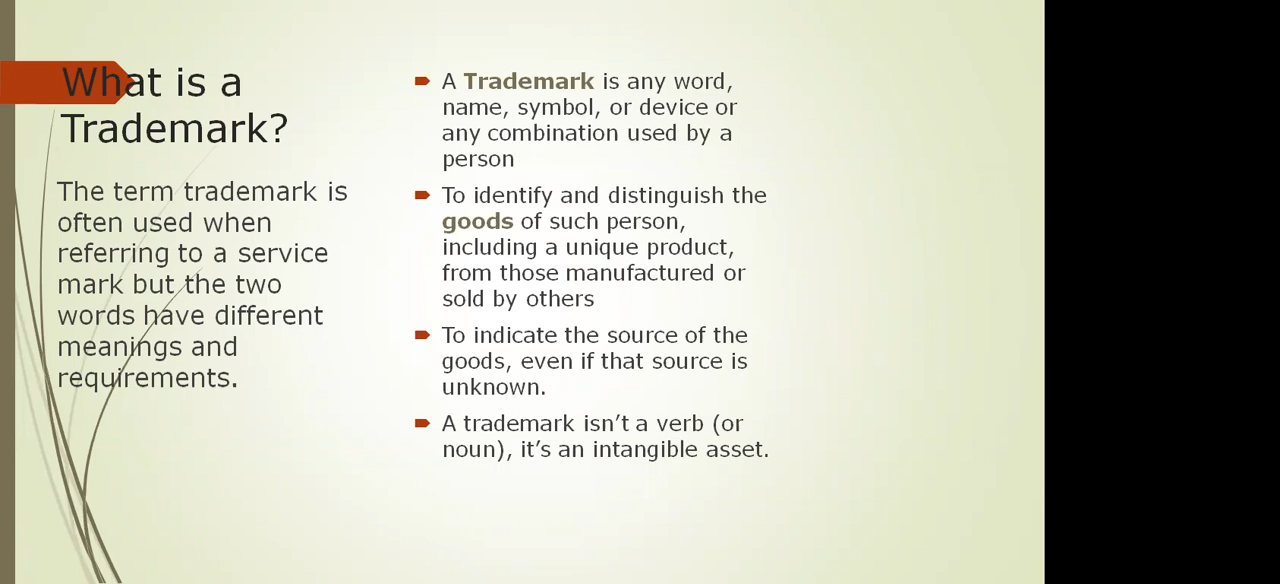 What is a
Trademark?
The term trademark is
often used when
referring to a service
mark but the two
words have different
meanings and
requirements.
A Trademark is any word,
name, symbol, or device or
any combination used by a
person
To identify and distinguish the
goods of such person,
including a unique product,
from those manufactured or
sold by others
To indicate the source of the
goods, even if that source is
unknown.
A trademark isn’t a verb (or
noun), it’s an intangible asset.